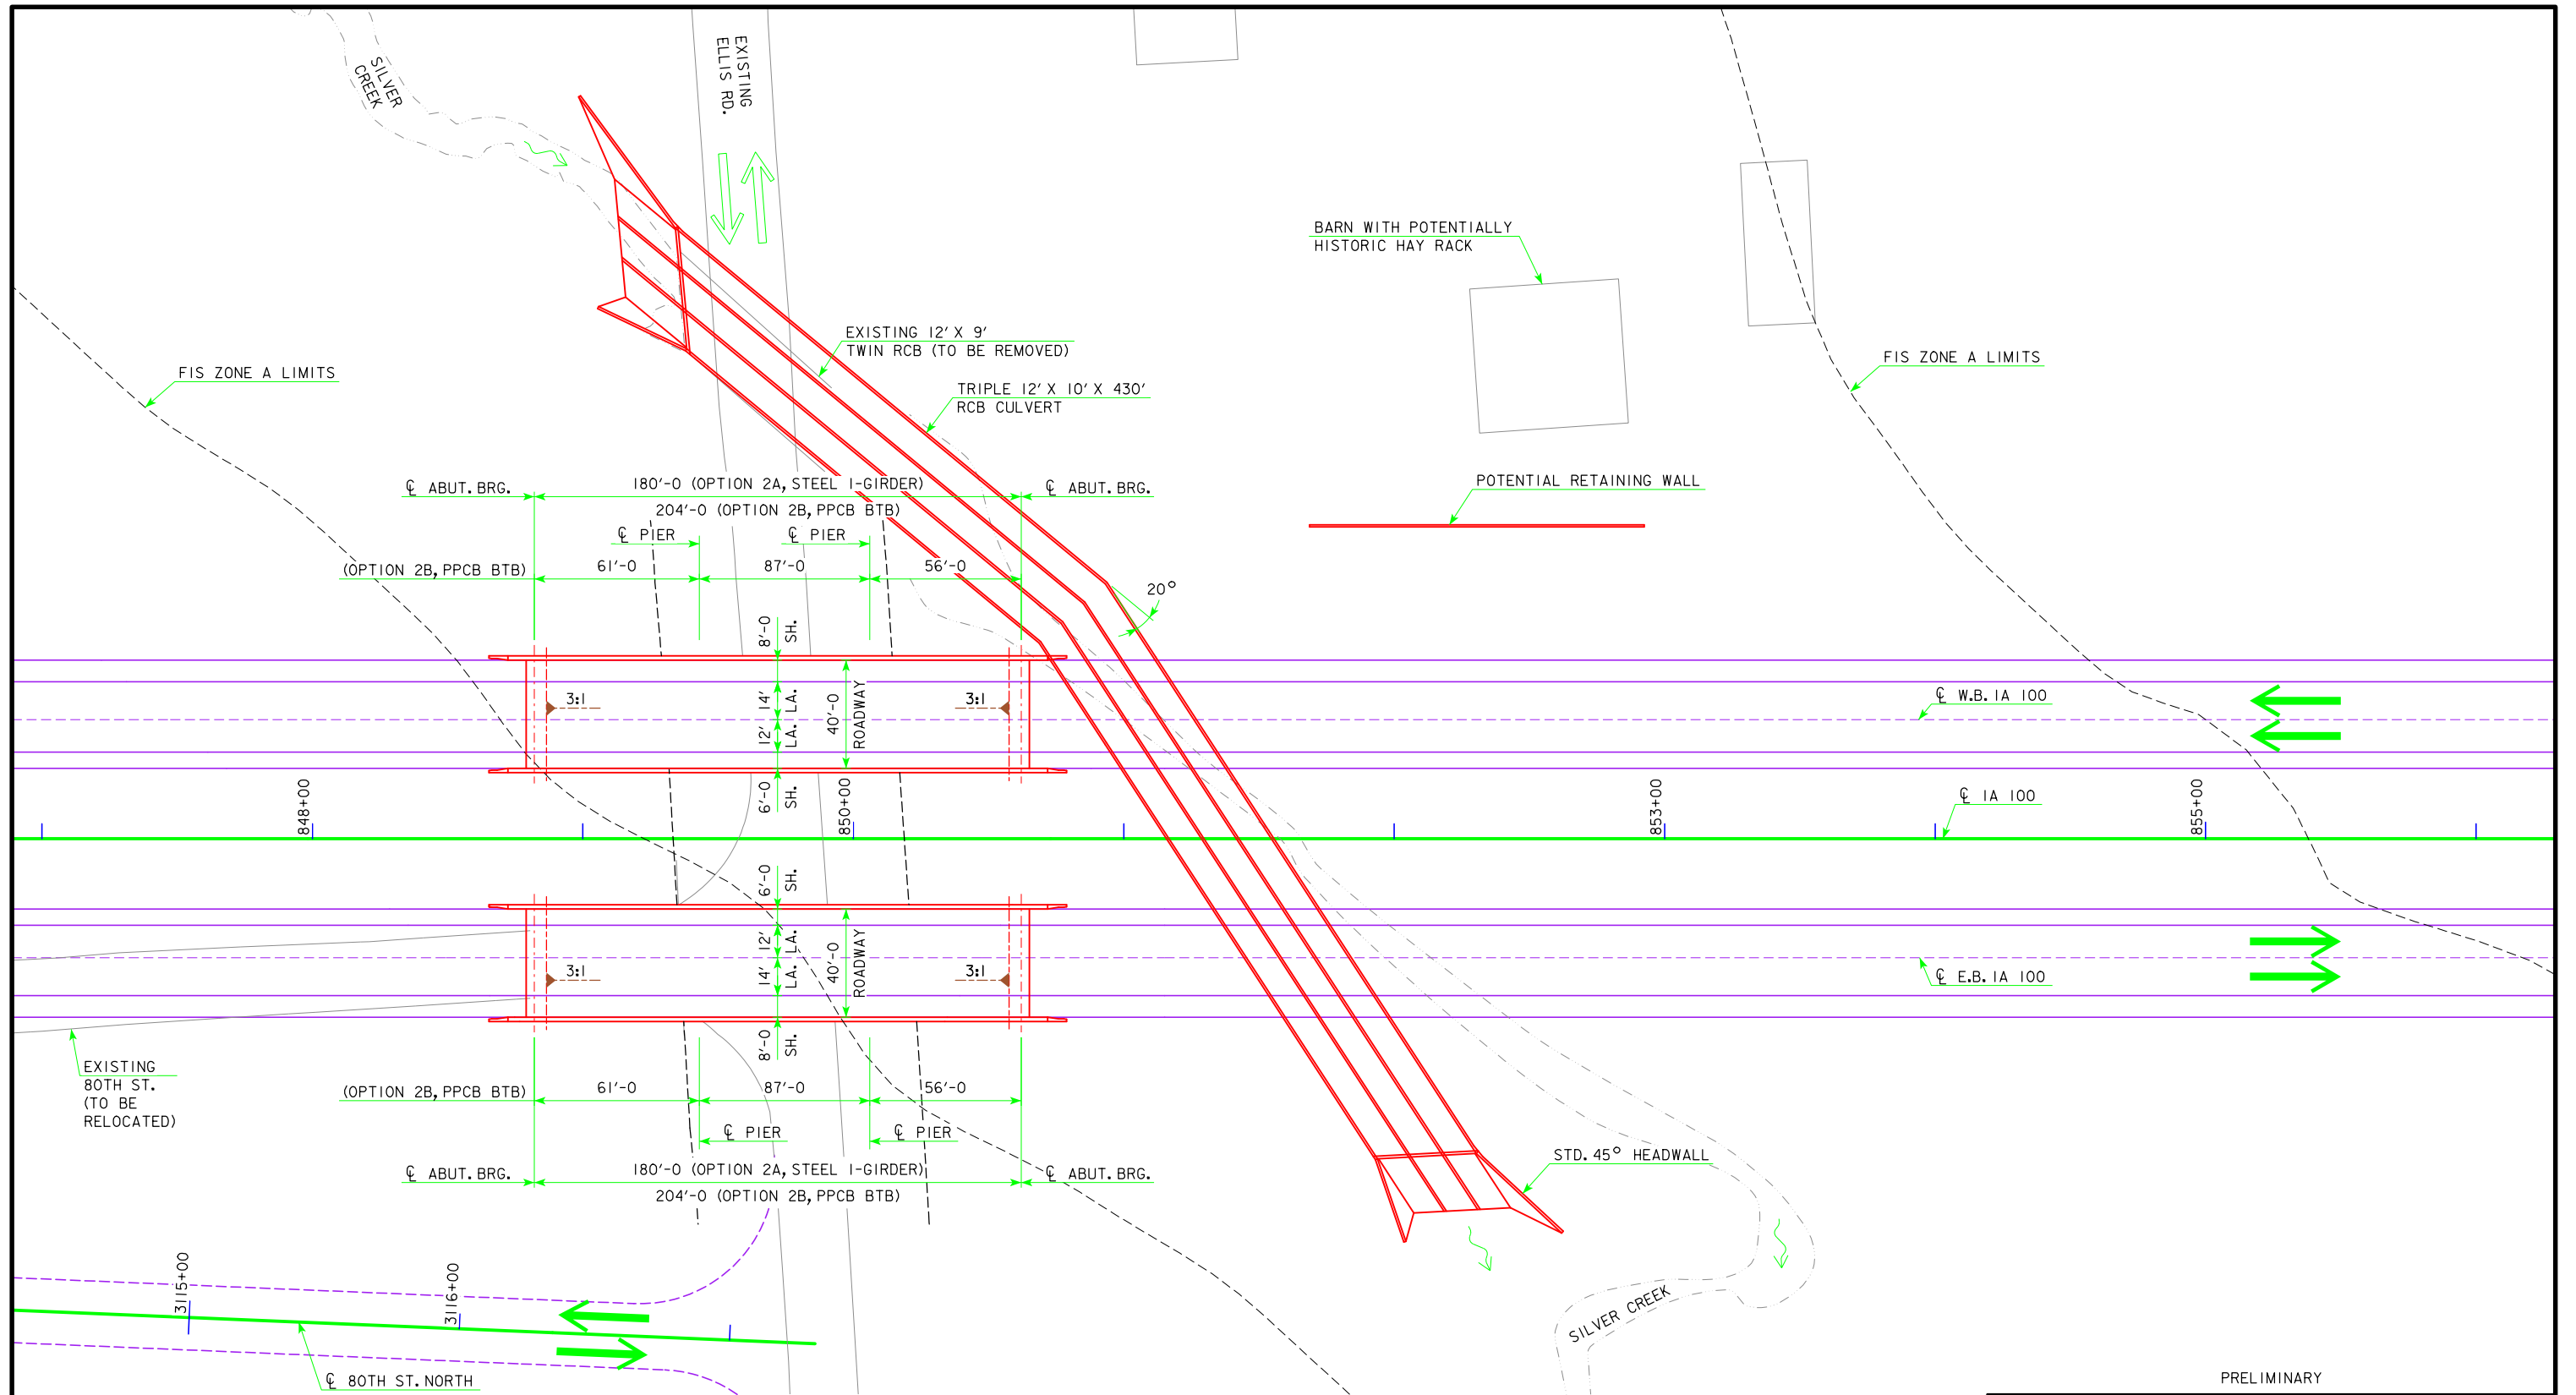 SILVER
CREEK
EXISTING
ELLIS RD.
BARN WITH POTENTIALLY
HISTORIC HAY RACK
EXISTING 12' X 9'
TWIN RCB (TO BE REMOVED)
FIS ZONE A LIMITS
FIS ZONE A LIMITS
TRIPLE 12' X 10' X 430'
RCB CULVERT
℄ ABUT. BRG.
180'-0 (OPTION 2A, STEEL I-GIRDER)
℄ ABUT. BRG.
204'-0 (OPTION 2B, PPCB BTB)
POTENTIAL RETAINING WALL
℄ PIER
℄ PIER
(OPTION 2B, PPCB BTB)
61'-0
87'-0
56'-0
20°
8'-0
SH.
3:1
14'
LA.
12'
LA.
40'-0
ROADWAY
3:1
℄ W.B. IA 100
6'-0
SH.
848+00
850+00
853+00
855+00
℄ IA 100
6'-0
SH.
3:1
12'
LA.
14'
LA.
40'-0
ROADWAY
3:1
℄ E.B. IA 100
8'-0
SH.
EXISTING
80TH ST.
(TO BE
RELOCATED)
(OPTION 2B, PPCB BTB)
61'-0
87'-0
56'-0
℄ PIER
℄ PIER
℄ ABUT. BRG.
180'-0 (OPTION 2A, STEEL I-GIRDER)
℄ ABUT. BRG.
204'-0 (OPTION 2B, PPCB BTB)
STD. 45° HEADWALL
3115+00
3116+00
SILVER CREEK
℄ 80TH ST. NORTH
PRELIMINARY